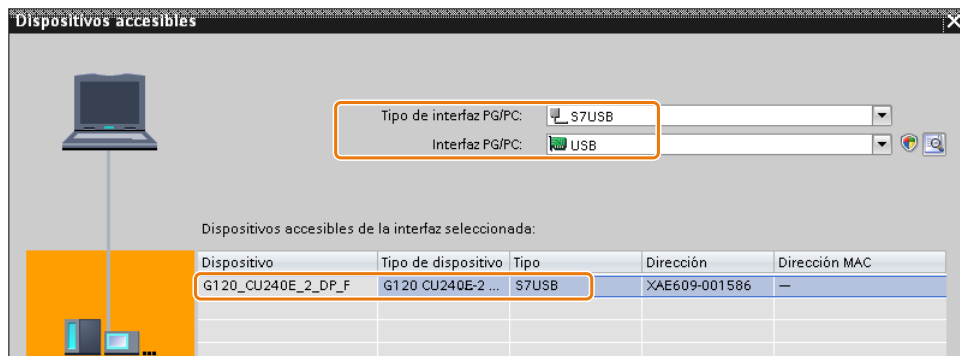 Dispositivos accesibles
Tipo de interfaz PG/PC: S7USB
Interfaz PG/PC: USB
Dispositivos accesibles de la interfaz seleccionada:
Dispositivo Tipo de dispositivo Tipo Dirección Dirección MAC
G120_CU240E_2_DP_F G120 CU240E-2 ... S7USB XAE609-001586 —
...